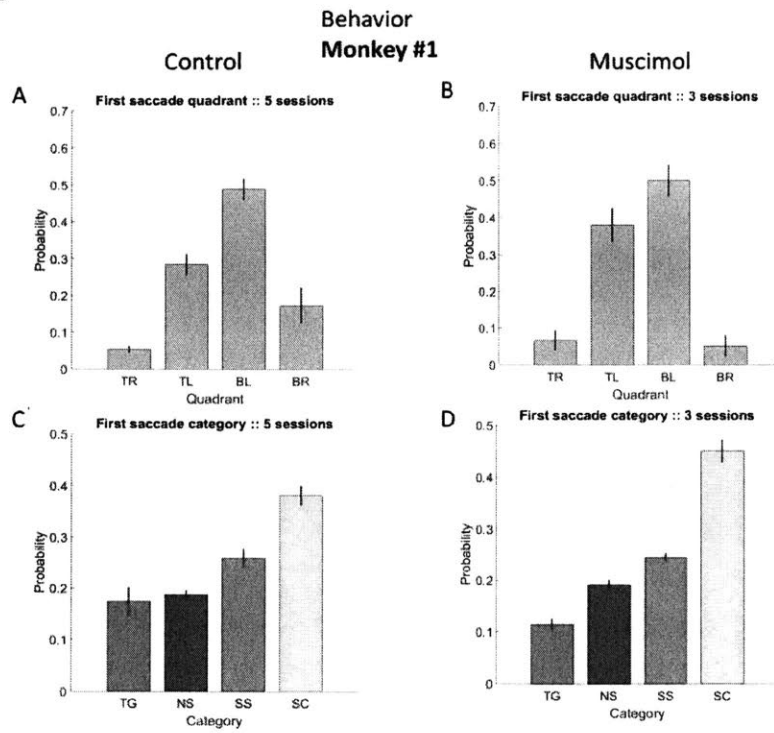 Behavior
Monkey #1
Control
Muscimol
A
First saccade quadrant :: 5 sessions
0.7
0.6
0.5
0.4
0.3
0.2
0.1
0
Probability
TR TL BL BR
Quadrant
B
First saccade quadrant :: 3 sessions
0.7
0.6
0.5
0.4
0.3
0.2
0.1
0
Probability
TR TL BL BR
Quadrant
C
First saccade category :: 5 sessions
0.5
0.4
0.3
0.2
0.1
0
Probability
TG NS SS SC
Category
D
First saccade category :: 3 sessions
0.5
0.4
0.3
0.2
0.1
0
Probability
TG NS SS SC
Category